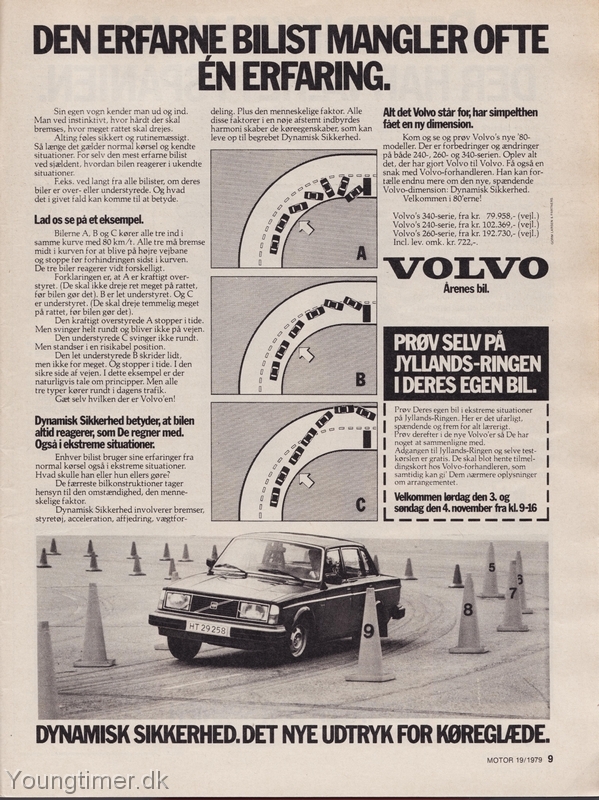 DEN ERFARNE BILIST MANGLER OFTE
ÉN ERFARING.
Sin egen vogn kender man ud og ind.
Man ved instinktivt, hvor hårdt der skal
bremses, hvor meget rattet skal drejes.
Alting føles sikkert og rutinemæssigt.
Så længe det gælder normal kørsel og kendte
situationer. For selv den mest erfarne bilist
ved sjældent, hvordan bilen reagerer i ukendte
situationer.
F.eks. ved langt fra alle bilister, om deres
biler er over- eller understyrede. Og hvad
det i givet fald kan komme til at betyde.
Lad os se på et eksempel.
Bilerne A, B og C kører alle tre ind i
samme kurve med 80 km/t. Alle tre må bremse
midt i kurven for at blive på højre vejbane
og stoppe før forhindringen sidst i kurven.
De tre biler reagerer vidt forskelligt.
Forklaringen er, at A er kraftigt over-
styret. (De skal ikke dreje ret meget på rattet,
før bilen gør det). B er let understyret. Og C
er understyret. (De skal dreje temmelig meget
på rattet, før bilen gør det).
Den kraftigt overstyrede A stopper i tide.
Men svinger helt rundt og bliver ikke på vejen.
Den understyrede C svinger ikke rundt.
Men standser i en risikabel position.
Den let understyrede B skrider lidt,
men ikke for meget. Og stopper i tide. I den
sikre side af vejen. I dette eksempel er det
naturligvis tale om principper. Men alle
tre typer kører rundt i dagens trafik.
Gæt selv hvilken der er Volvo'en!
Dynamisk Sikkerhed betyder, at bilen
altid reagerer, som De regner med.
Også i ekstreme situationer.
Enhver bilist bruger sine erfaringer fra
normal kørsel også i ekstreme situationer.
Hvad skulle han eller hun ellers gøre?
De færreste bilkonstruktioner tager
hensyn til den omstændighed, den menne-
skelige faktor.
Dynamisk Sikkerhed involverer bremser,
styretøj, acceleration, affjedring, vægtfor-
deling. Plus den menneskelige faktor. Alle
disse faktorer i en nøje afstemt indbyrdes
harmoni skaber de køreegenskaber, som kan
leve op til begrebet Dynamisk Sikkerhed.
A
B
C
Alt det Volvo står for, har simpelthen
fået en ny dimension.
Kom og se og prøv Volvo's nye '80-
modeller. Der er forbedringer og ændringer
på både 240-, 260- og 340-serien. Oplev alt
det, der har gjort Volvo til Volvo. Få også en
snak med Volvo-forhandleren. Han kan for-
tælle endnu mere om den nye, spændende
Volvo-dimension: Dynamisk Sikkerhed.
Velkommen i 80'erne!
Volvo's 340-serie, fra kr. 79.958,- (vejl.)
Volvo's 240-serie, fra kr. 102.369,- (vejl.)
Volvo's 260-serie, fra kr. 192.730,- (vejl.)
Incl. lev. omk. kr. 722,-.
VOLVO
Årenes bil.
PRØV SELV PÅ
JYLLANDS-RINGEN
I DERES EGEN BIL.
Prøv Deres egen bil i ekstreme situationer
på Jyllands-Ringen. Her er det ufarligt,
spændende og frem for alt lærerigt.
Prøv derefter i de nye Volvo'er så De har
noget at sammenligne med.
Adgangen til Jyllands-Ringen og selve test-
kørslen er gratis. De skal blot hente tilmel-
dingskort hos Volvo-forhandleren, som
samtidig kan gi' Dem nærmere oplysninger
om arrangementet.
Velkommen lørdag den 3. og
søndag den 4. november fra kl. 9-16
5
7
8
9
HT 29258
DYNAMISK SIKKERHED. DET NYE UDTRYK FOR KØREGLÆDE.
MOTOR 19/1979 9
Youngtimer.dk